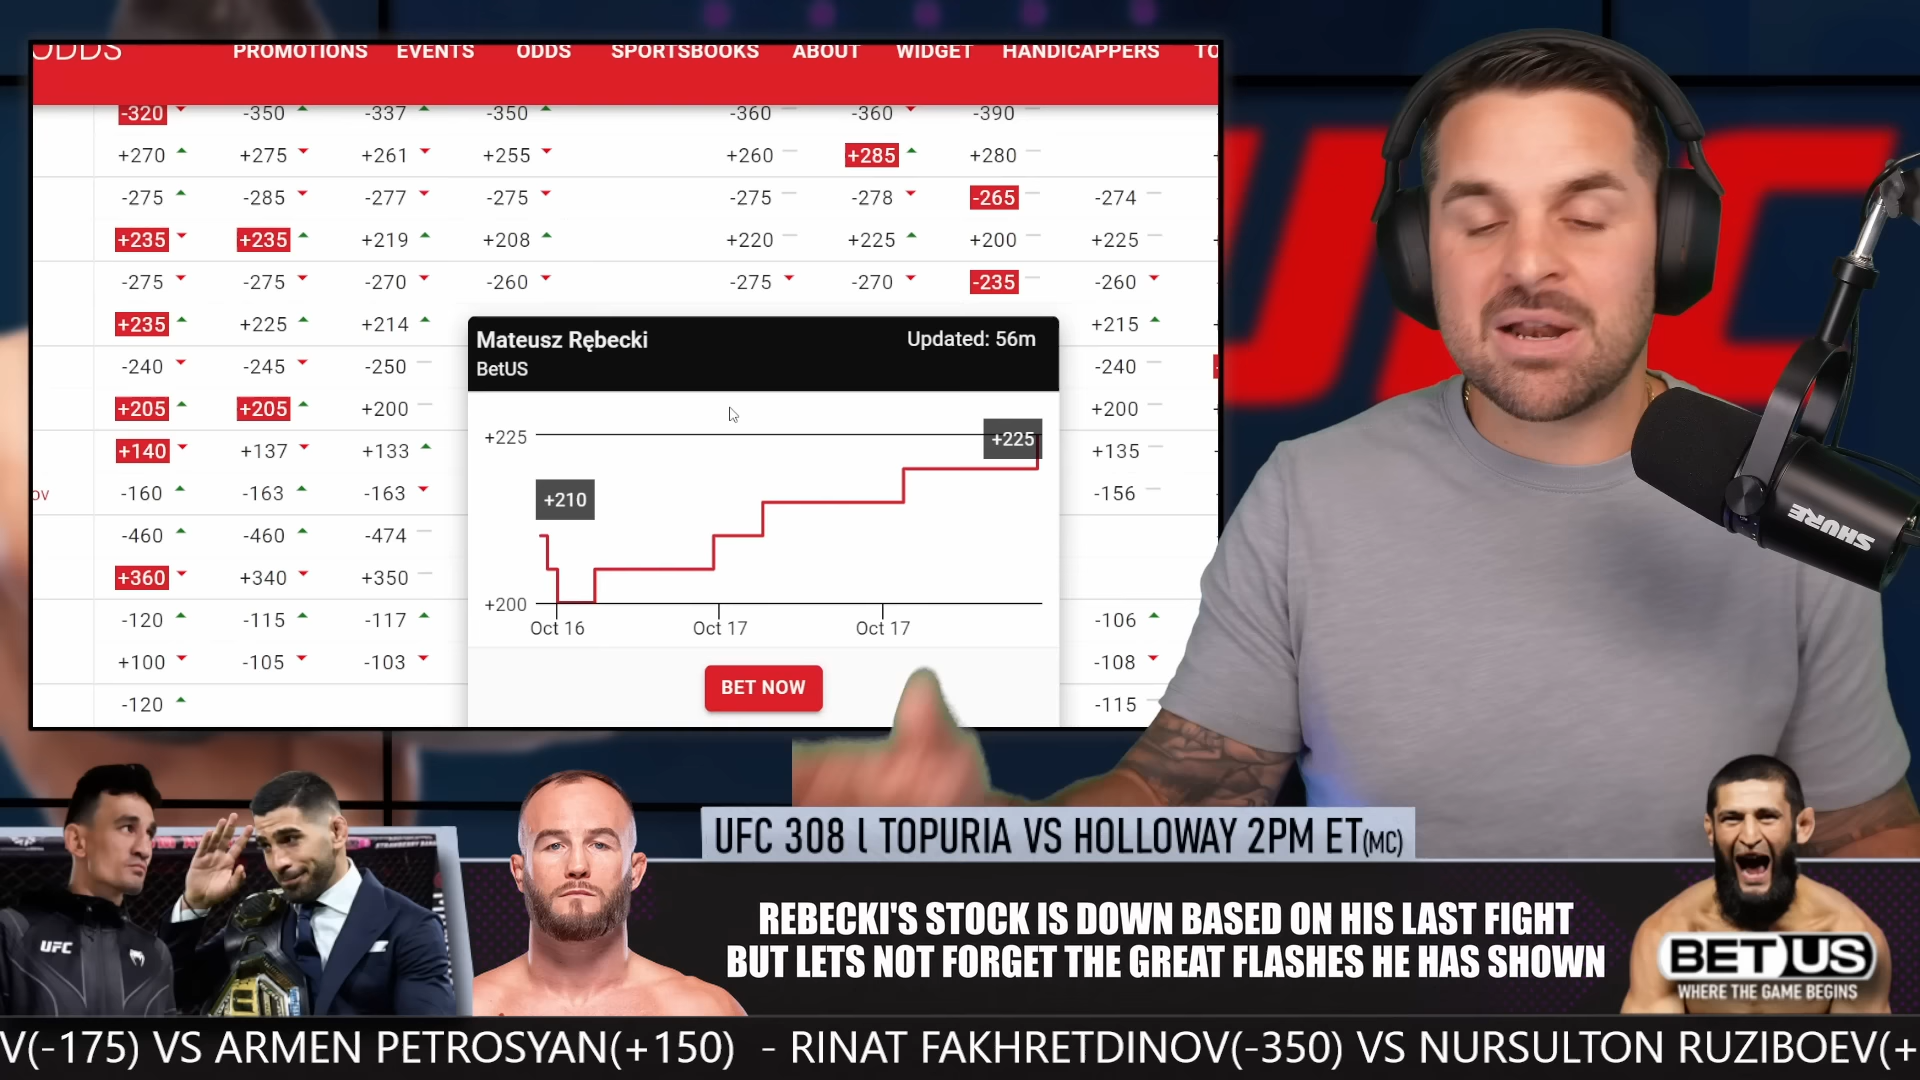 ODDS PROMOTIONS EVENTS ODDS SPORTSBOOKS ABOUT WIDGET HANDICAPPERS TO
-320 -350 -337 -350 -360 -360 -390
+270 +275 +261 +255 +260 +285 +280
-275 -285 -277 -275 -275 -278 -265 -274
+235 +235 +219 +208 +220 +225 +200 +225
-275 -275 -270 -260 -275 -270 -235 -260
+235 +225 +214 +215
-240 -245 -250 -240
+205 +205 +200 +200
+140 +137 +133 +135
ov -160 -163 -163 -156
-460 -460 -474
+360 +340 +350
-120 -115 -117 -106
+100 -105 -103 -108
-120 -115
Mateusz Rębecki Updated: 56m
BetUS
+225 +225
+210
+200
Oct 16 Oct 17 Oct 17
BET NOW
SHURE
UFC 308 l TOPURIA VS HOLLOWAY 2PM ET(MC)
REBECKI'S STOCK IS DOWN BASED ON HIS LAST FIGHT
BUT LETS NOT FORGET THE GREAT FLASHES HE HAS SHOWN
UFC
BETUS
WHERE THE GAME BEGINS
V(-175) VS ARMEN PETROSYAN(+150) - RINAT FAKHRETDINOV(-350) VS NURSULTON RUZIBOEV(+